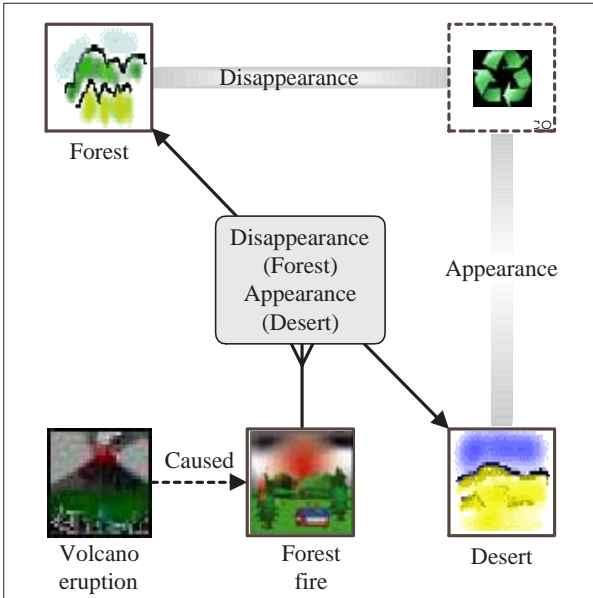 Disappearance
Forest
Disappearance
(Forest)
Appearance
(Desert)
Appearance
Caused
Volcano
eruption
Forest
fire
Desert